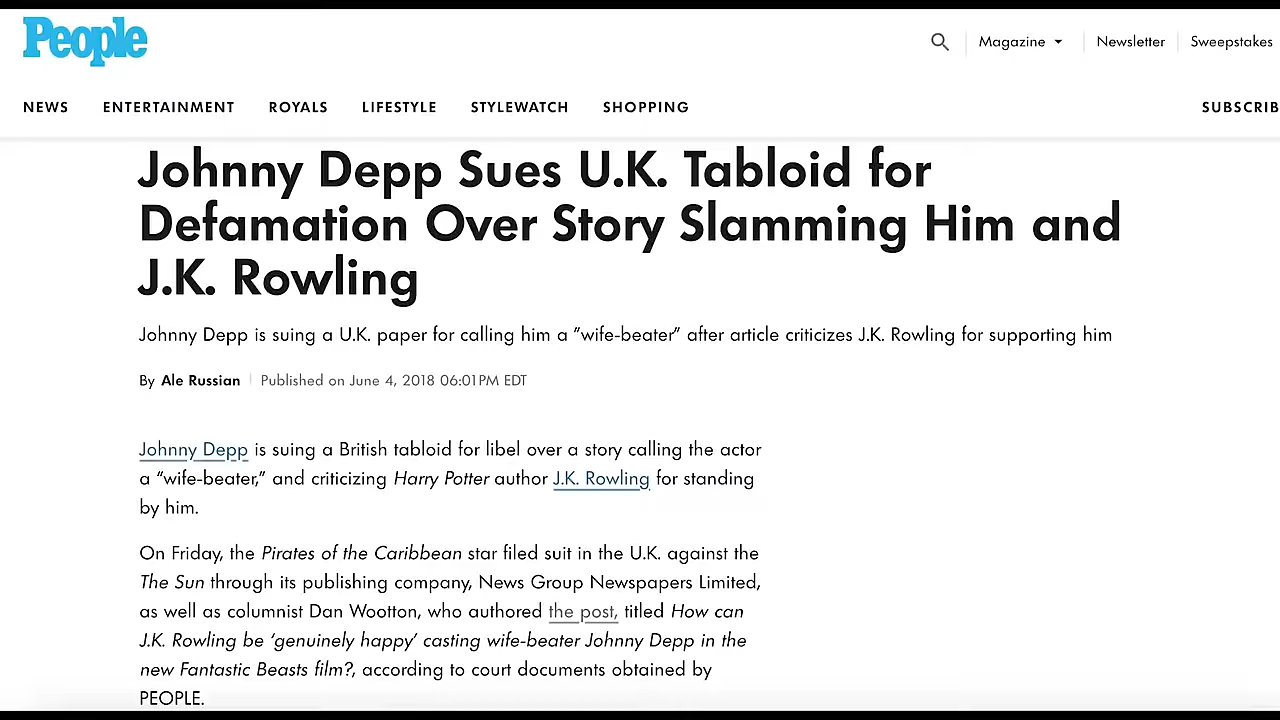 People
Magazine
Newsletter
Sweepstakes
NEWS
ENTERTAINMENT
ROYALS
LIFESTYLE
STYLEWATCH
SHOPPING
SUBSCRIB
Johnny Depp Sues U.K. Tabloid for
Defamation Over Story Slamming Him and
J.K. Rowling
Johnny Depp is suing a U.K. paper for calling him a "wife-beater" after article criticizes J.K. Rowling for supporting him
By Ale Russian
Published on June 4, 2018 06:01PM EDT
Johnny Depp is suing a British tabloid for libel over a story calling the actor
a “wife-beater,” and criticizing Harry Potter author J.K. Rowling for standing
by him.
On Friday, the Pirates of the Caribbean star filed suit in the U.K. against the
The Sun through its publishing company, News Group Newspapers Limited,
as well as columnist Dan Wootton, who authored the post, titled How can
J.K. Rowling be ‘genuinely happy’ casting wife-beater Johnny Depp in the
new Fantastic Beasts film?, according to court documents obtained by
PEOPLE.